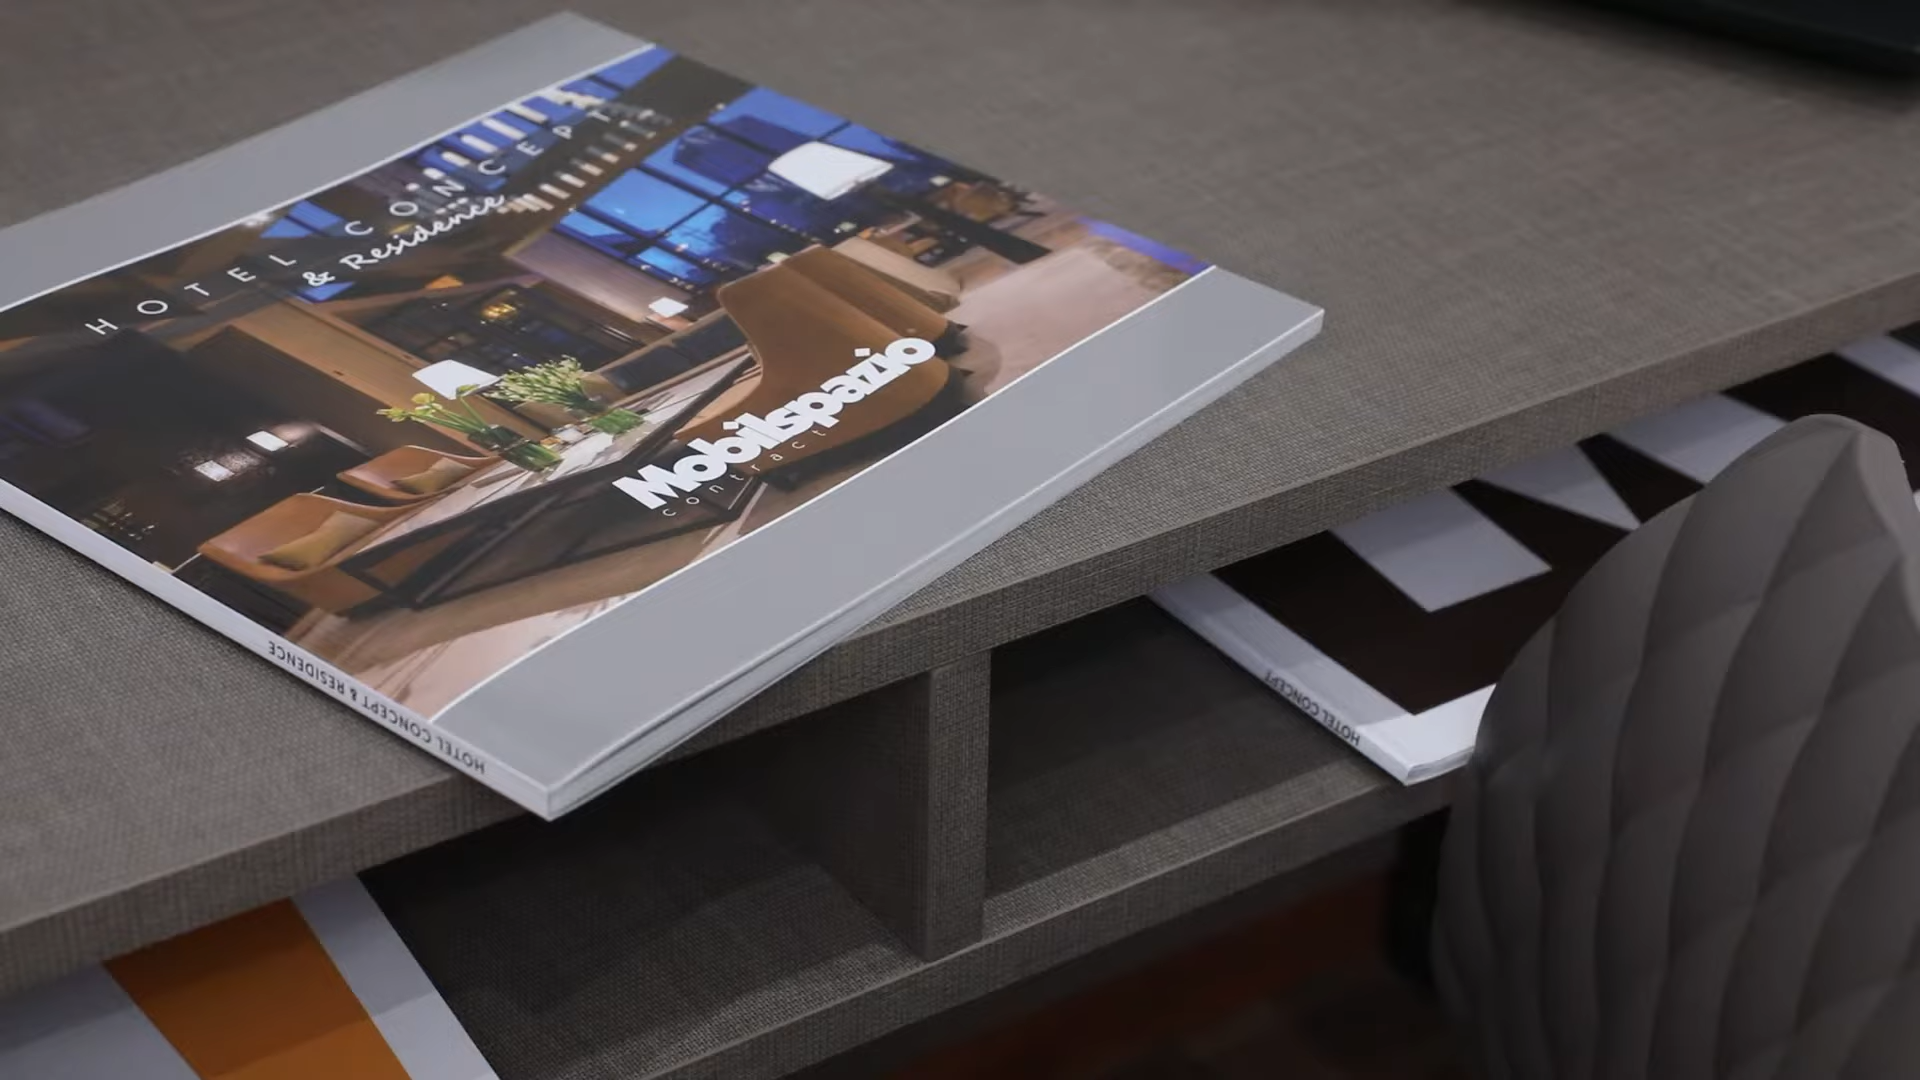 HOTEL CONCEPT
& Residence
Mobilspazio
contract
HOTEL CONCEPT & RESIDENCE
HOTEL CONCEPT